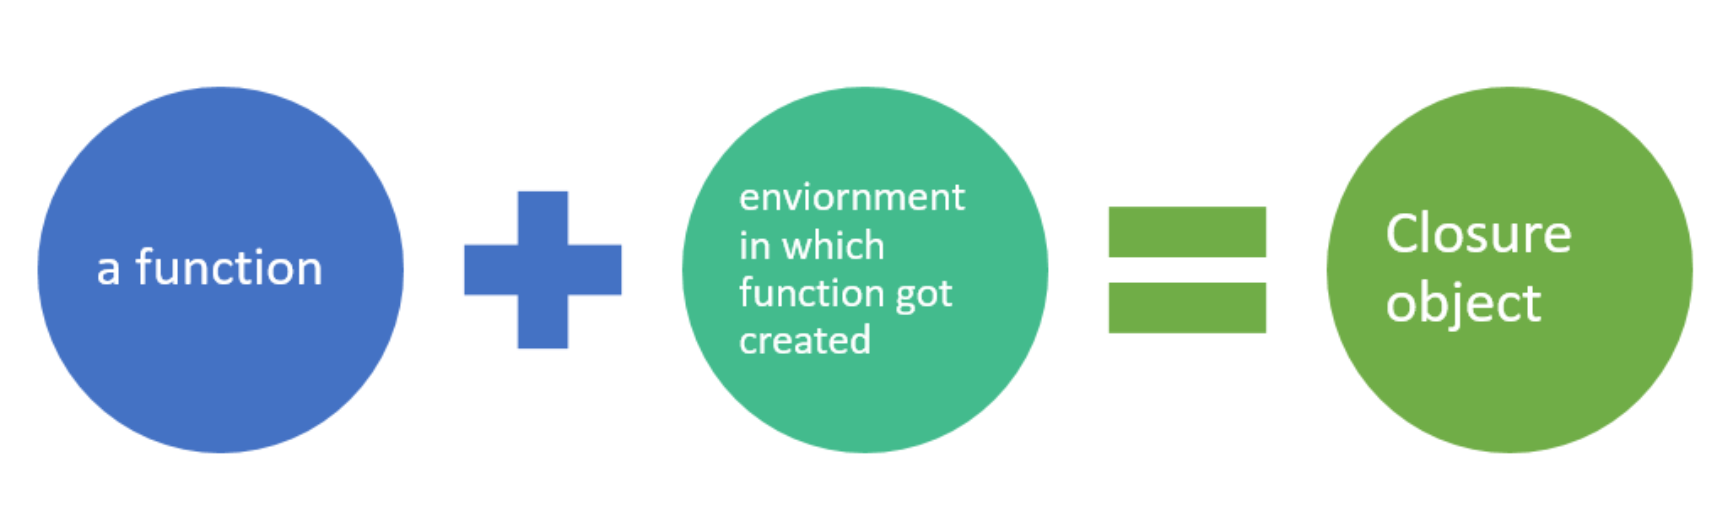 a function
enviornment
in which
function got
created
Closure
object